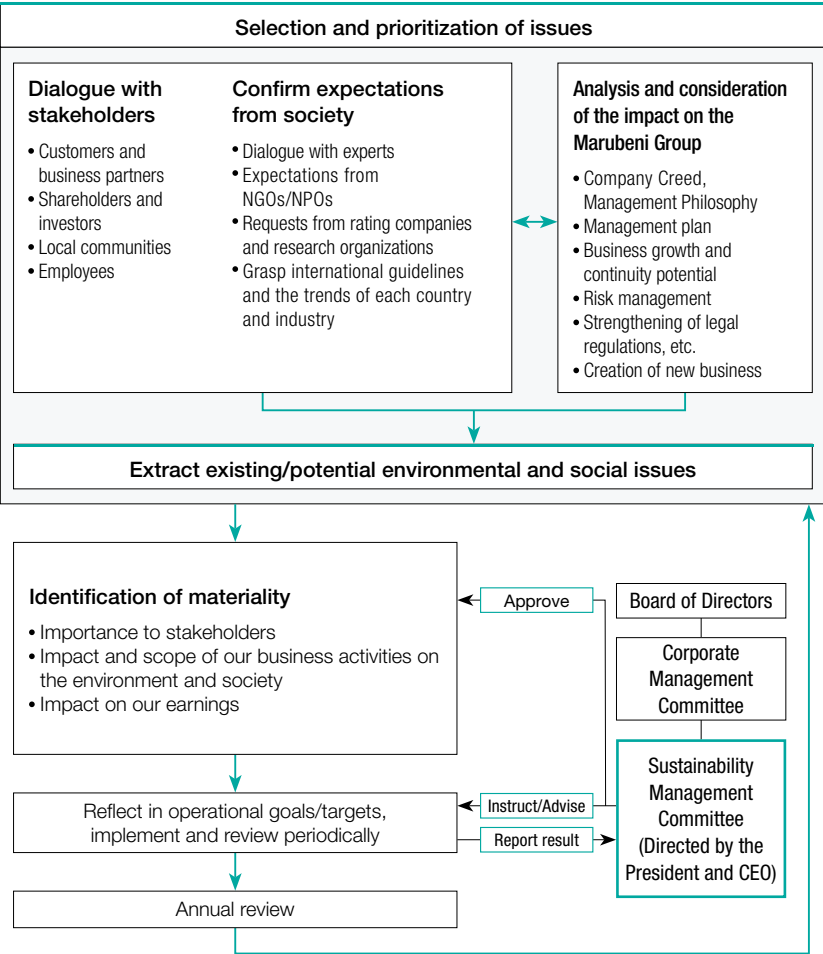 Selection and prioritization of issues
Dialogue with
stakeholders
• Customers and
business partners
• Shareholders and
investors
• Local communities
• Employees
Confirm expectations
from society
• Dialogue with experts
• Expectations from
NGOs/NPOs
• Requests from rating companies
and research organizations
• Grasp international guidelines
and the trends of each country
and industry
Analysis and consideration
of the impact on the
Marubeni Group
• Company Creed,
Management Philosophy
• Management plan
• Business growth and
continuity potential
• Risk management
• Strengthening of legal
regulations, etc.
• Creation of new business
Extract existing/potential environmental and social issues
Identification of materiality
• Importance to stakeholders
• Impact and scope of our business activities on
the environment and society
• Impact on our earnings
Approve
Board of Directors
Corporate
Management
Committee
Sustainability
Management
Committee
(Directed by the
President and CEO)
Reflect in operational goals/targets,
implement and review periodically
Instruct/Advise
Report result
Annual review